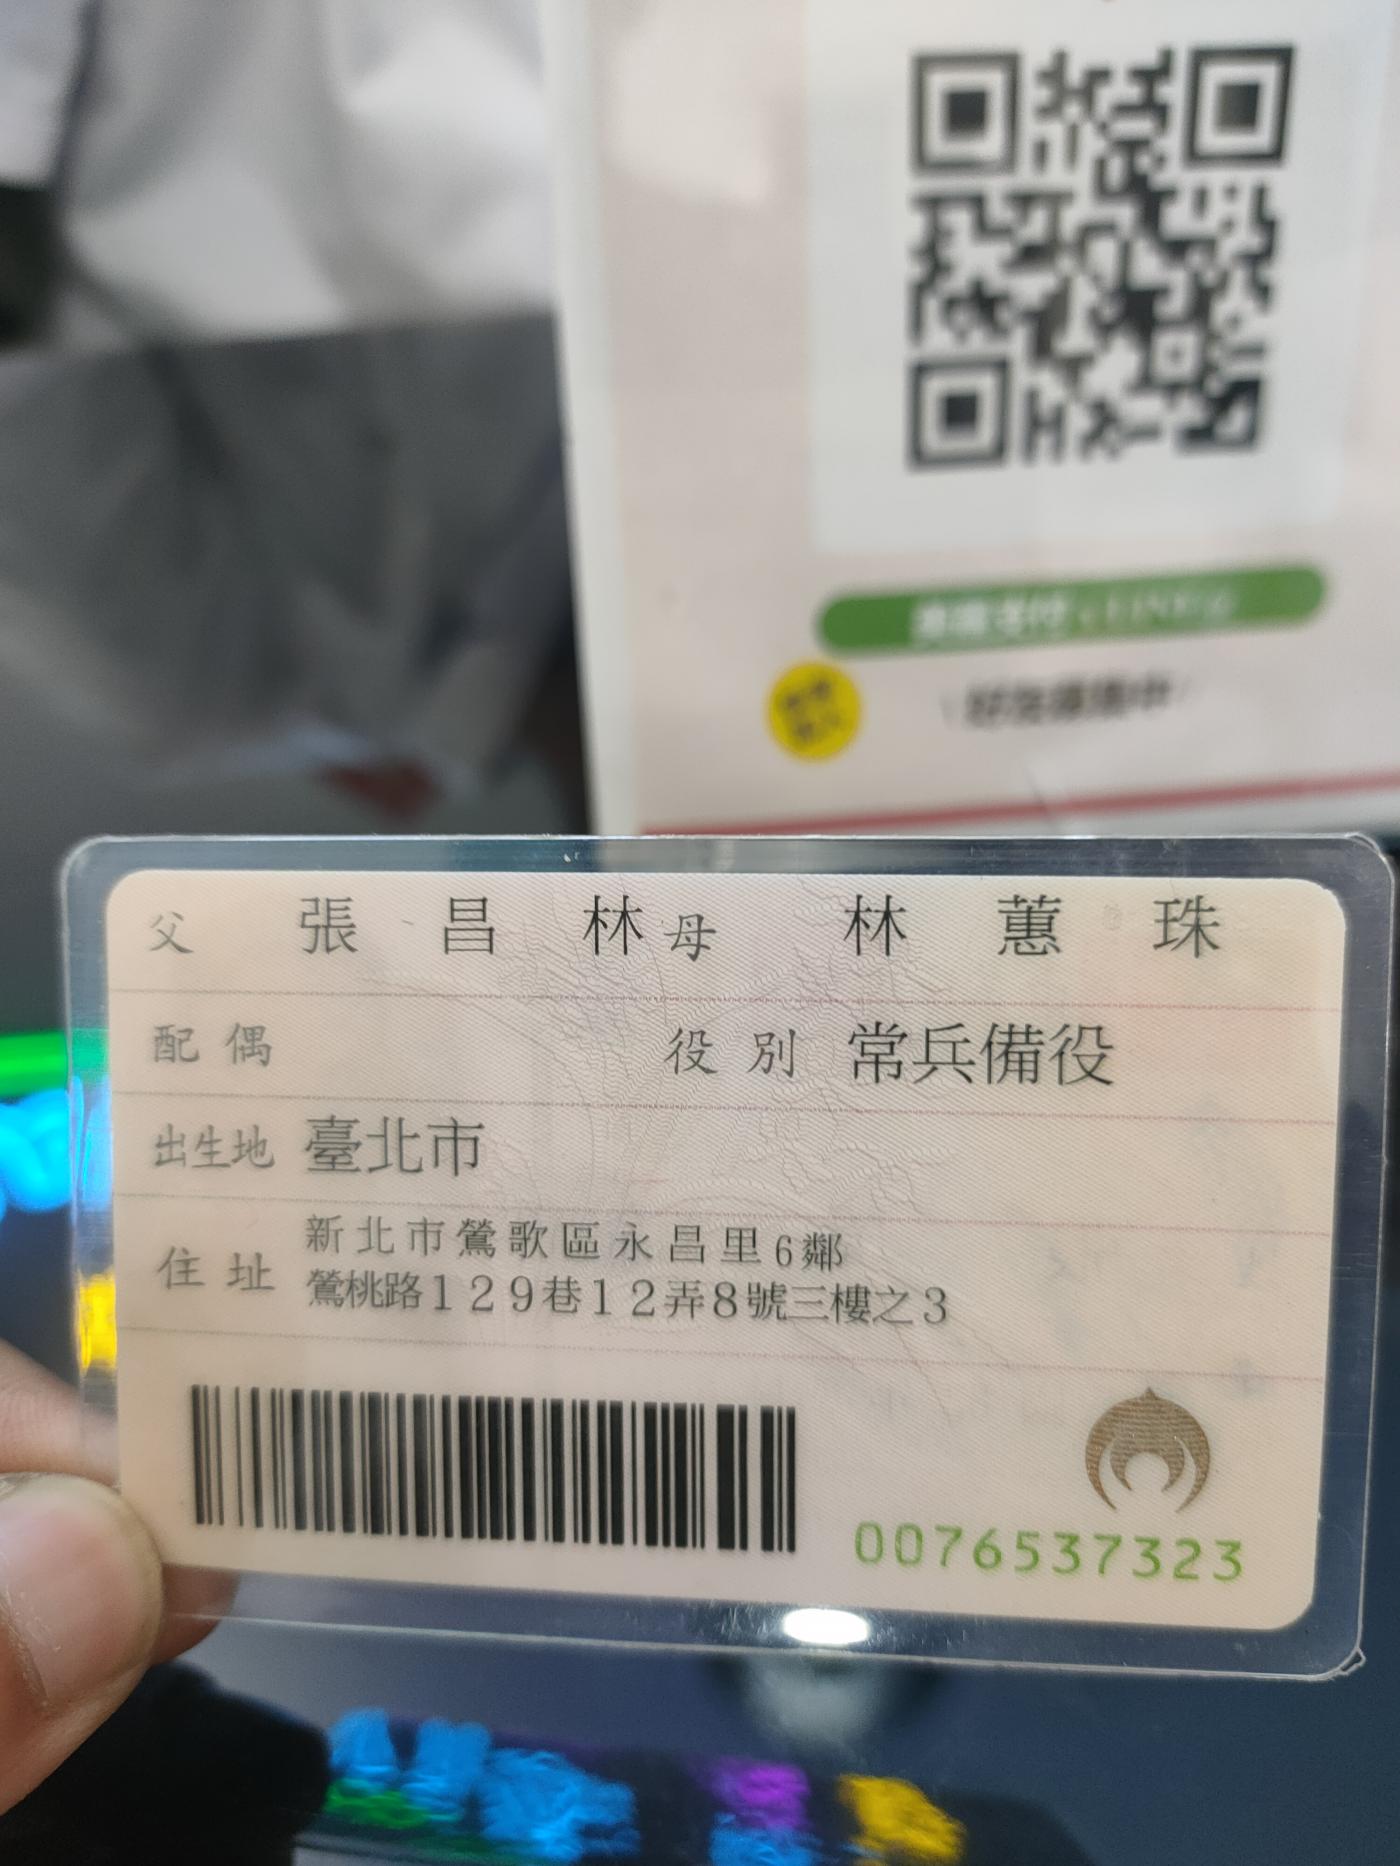 父 張昌林 母 林蕙珠
配偶 役別 常兵備役
出生地 臺北市
住址 新北市鶯歌區永昌里6鄰
鶯桃路129巷12弄8號三樓之3
0076537323